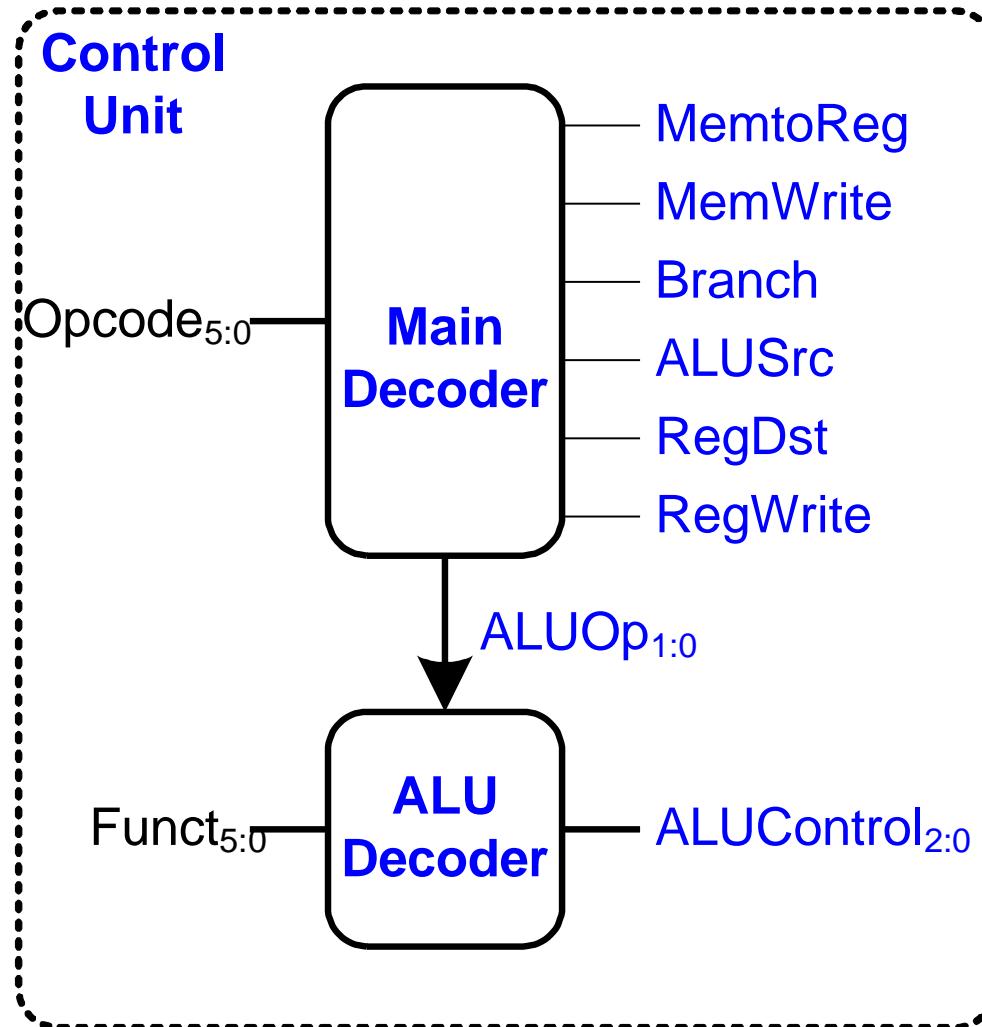 Control
Unit
MemtoReg
MemWrite
Branch
ALUSrc
RegDst
RegWrite
Opcode5:0
Main
Decoder
ALUOp1:0
ALU
Decoder
Funct5:0
ALUControl2:0